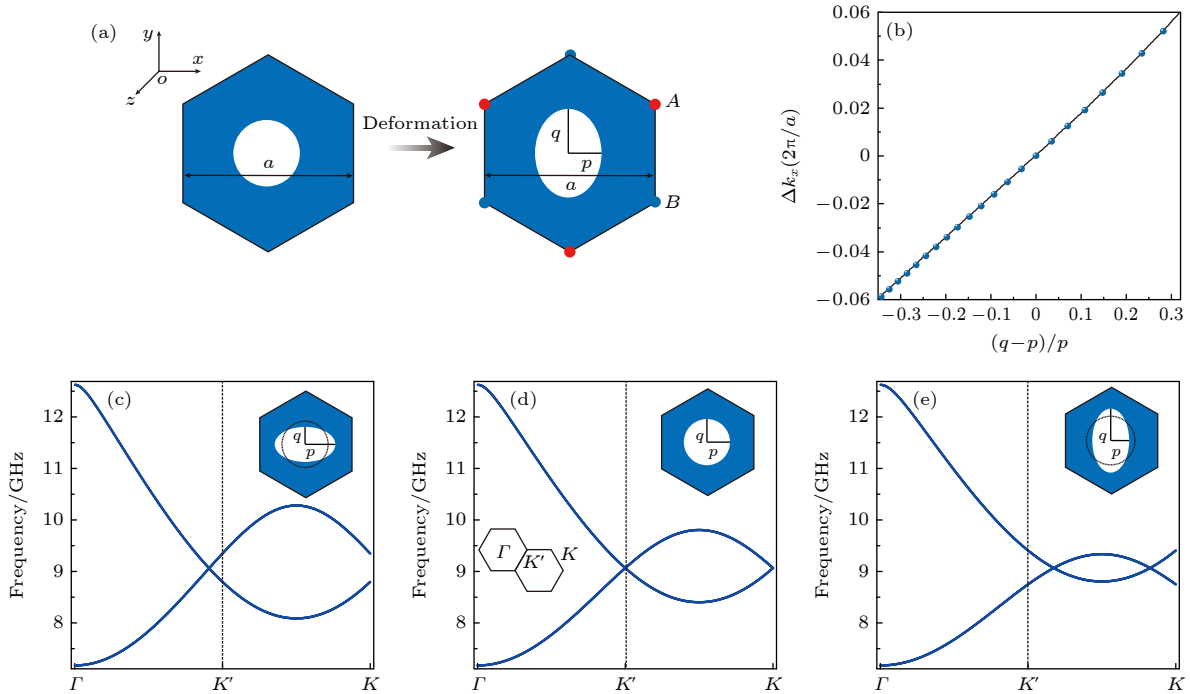 (a)
y
x
o
z
a
Deformation
q
p
a
A
B
(b)
Δk_x(2π/a)
0.06
0.04
0.02
0
−0.02
−0.04
−0.06
−0.3 −0.2 −0.1 0 0.1 0.2 0.3
(q−p)/p
(c)
q
p
Frequency/GHz
12
11
10
9
8
Γ K′ K
(d)
q
p
Γ K′ K
Frequency/GHz
12
11
10
9
8
Γ K′ K
(e)
q
p
Frequency/GHz
12
11
10
9
8
Γ K′ K